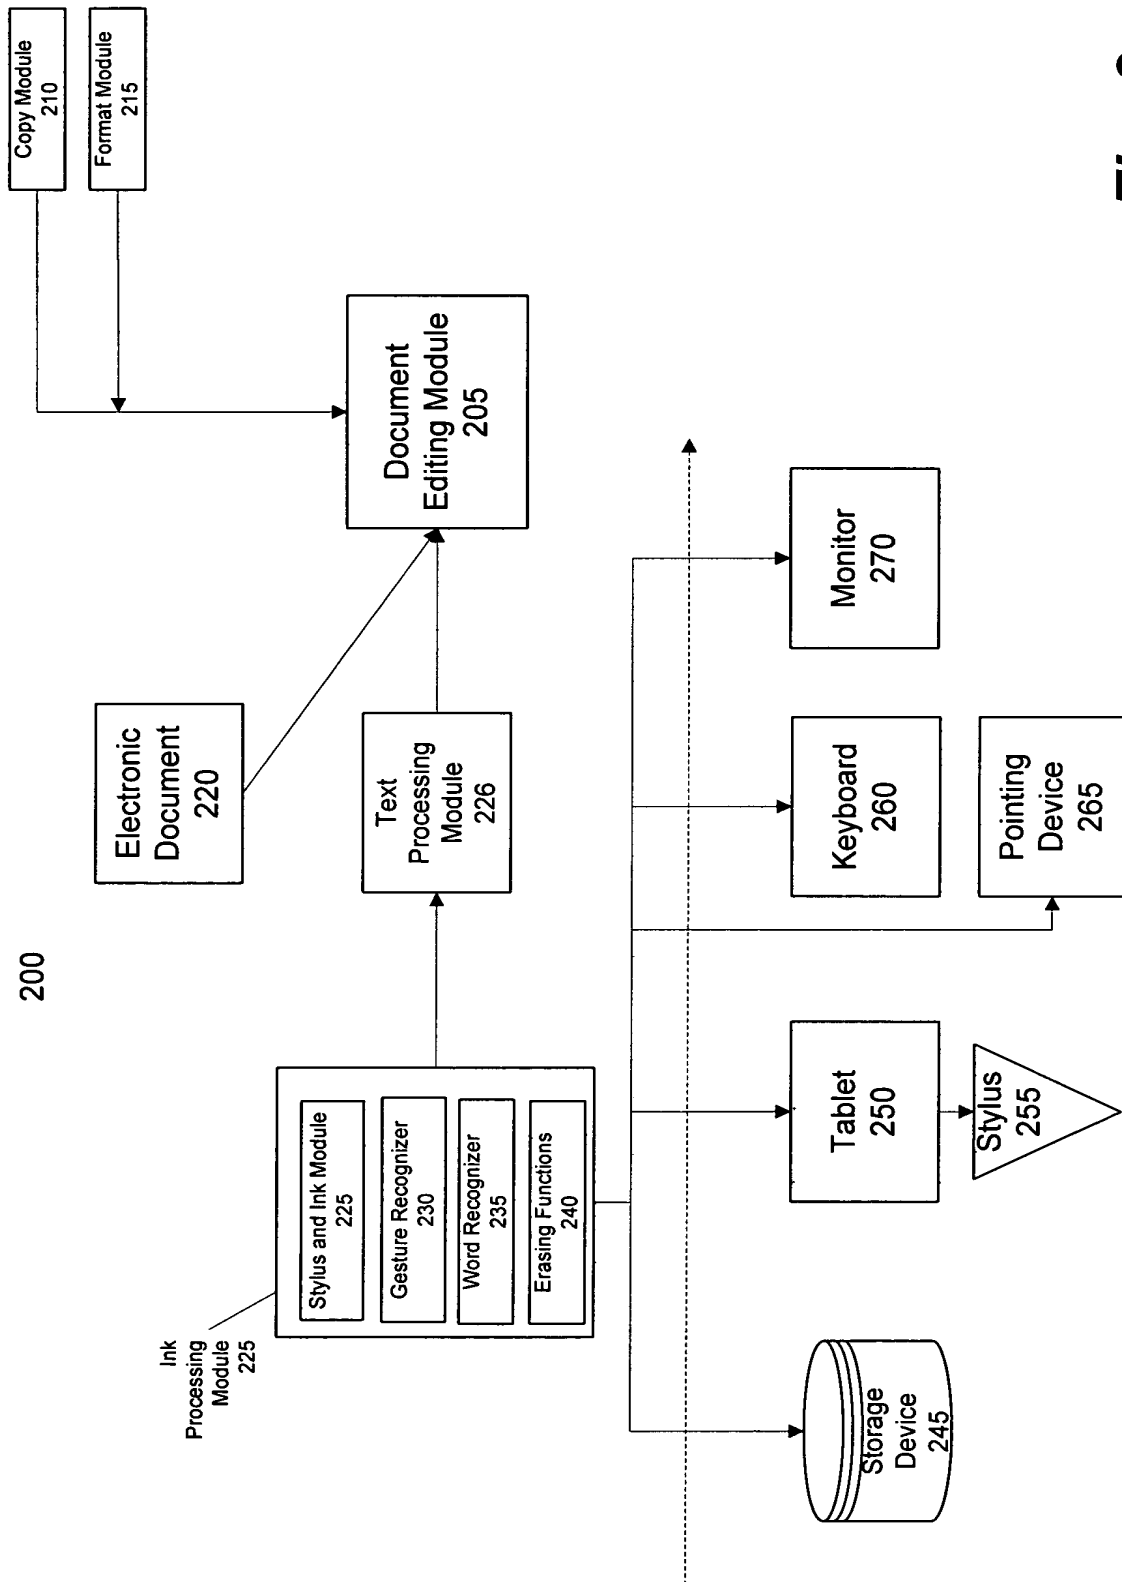 200
Copy Module
210
Format Module
215
Electronic
Document
220
Ink
Processing
Module
225
Stylus and Ink Module
225
Gesture Recognizer
230
Word Recognizer
235
Erasing Functions
240
Text
Processing
Module
226
Document
Editing Module
205
Storage
Device
245
Tablet
250
Keyboard
260
Monitor
270
Stylus
255
Pointing
Device
265